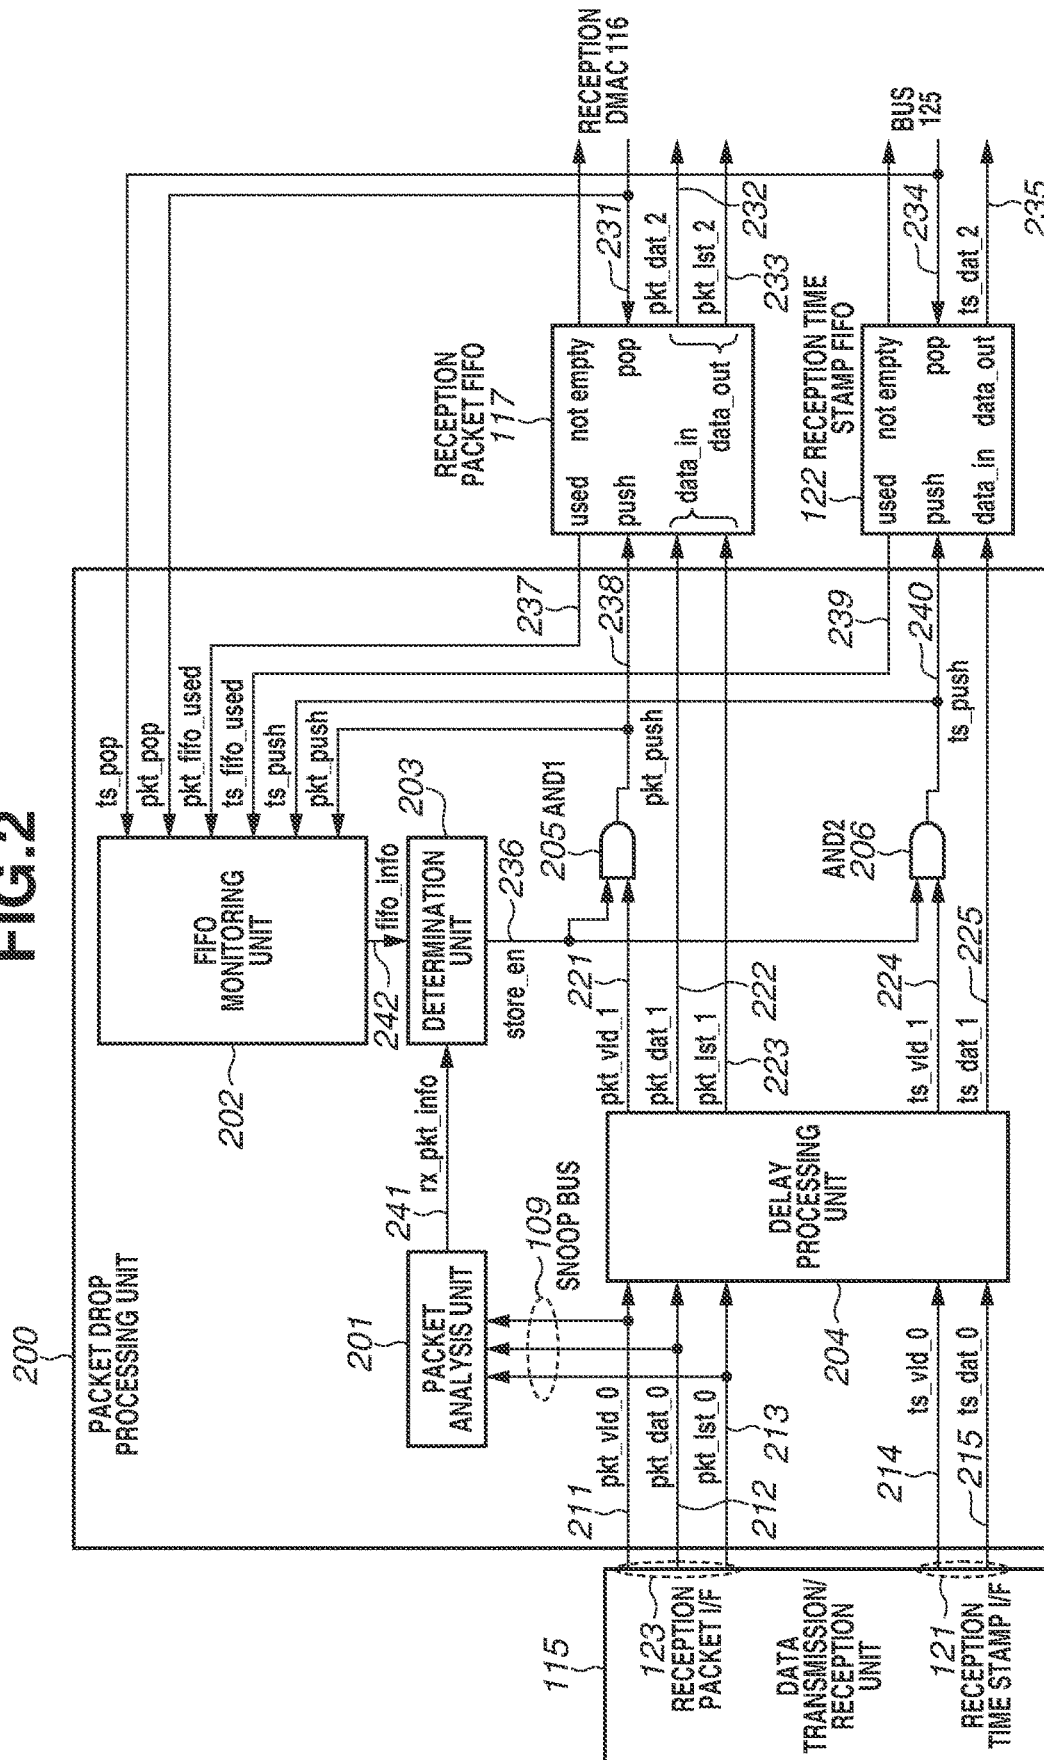 FIG.2
200
PACKET DROP
PROCESSING UNIT
ts_pop
pkt_pop
pkt_fifo_used
ts_fifo_used
ts_push
pkt_push
FIFO
MONITORING
UNIT
202
242
fifo_info
203
DETERMINATION
UNIT
241
rx_pkt_info
201
PACKET
ANALYSIS UNIT
109
SNOOP BUS
store_en
236
205 AND1
AND2
206
115
123
RECEPTION
PACKET I/F
DATA
TRANSMISSION/
RECEPTION
UNIT
121
RECEPTION
TIME STAMP I/F
211
pkt_vld_0
pkt_dat_0
212
pkt_lst_0
213
214
ts_vld_0
215
ts_dat_0
204
DELAY
PROCESSING
UNIT
pkt_vld_1
221
pkt_dat_1
222
pkt_lst_1
223
ts_vld_1
224
ts_dat_1
225
pkt_push
238
237
239
240
ts_push
RECEPTION
PACKET FIFO
117
used
not empty
push
pop
data_in
data_out
122 RECEPTION TIME
STAMP FIFO
used
not empty
push
pop
data_in
data_out
231
pkt_dat_2
232
pkt_lst_2
233
RECEPTION
DMAC 116
BUS
125
234
ts_dat_2
235